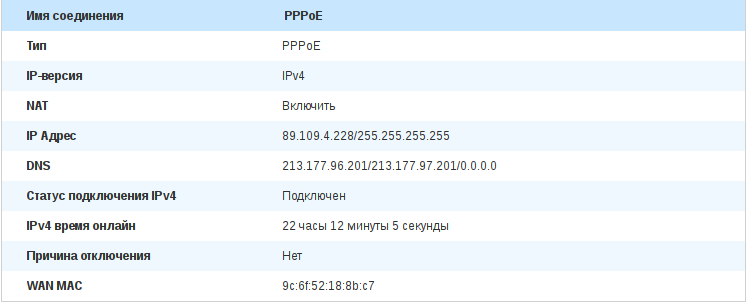 Имя соединения PPPoE
Тип PPPoE
IP-версия IPv4
NAT Включить
IP Адрес 89.109.4.228/255.255.255.255
DNS 213.177.96.201/213.177.97.201/0.0.0.0
Статус подключения IPv4 Подключен
IPv4 время онлайн 22 часы 12 минуты 5 секунды
Причина отключения Нет
WAN MAC 9c:6f:52:18:8b:c7